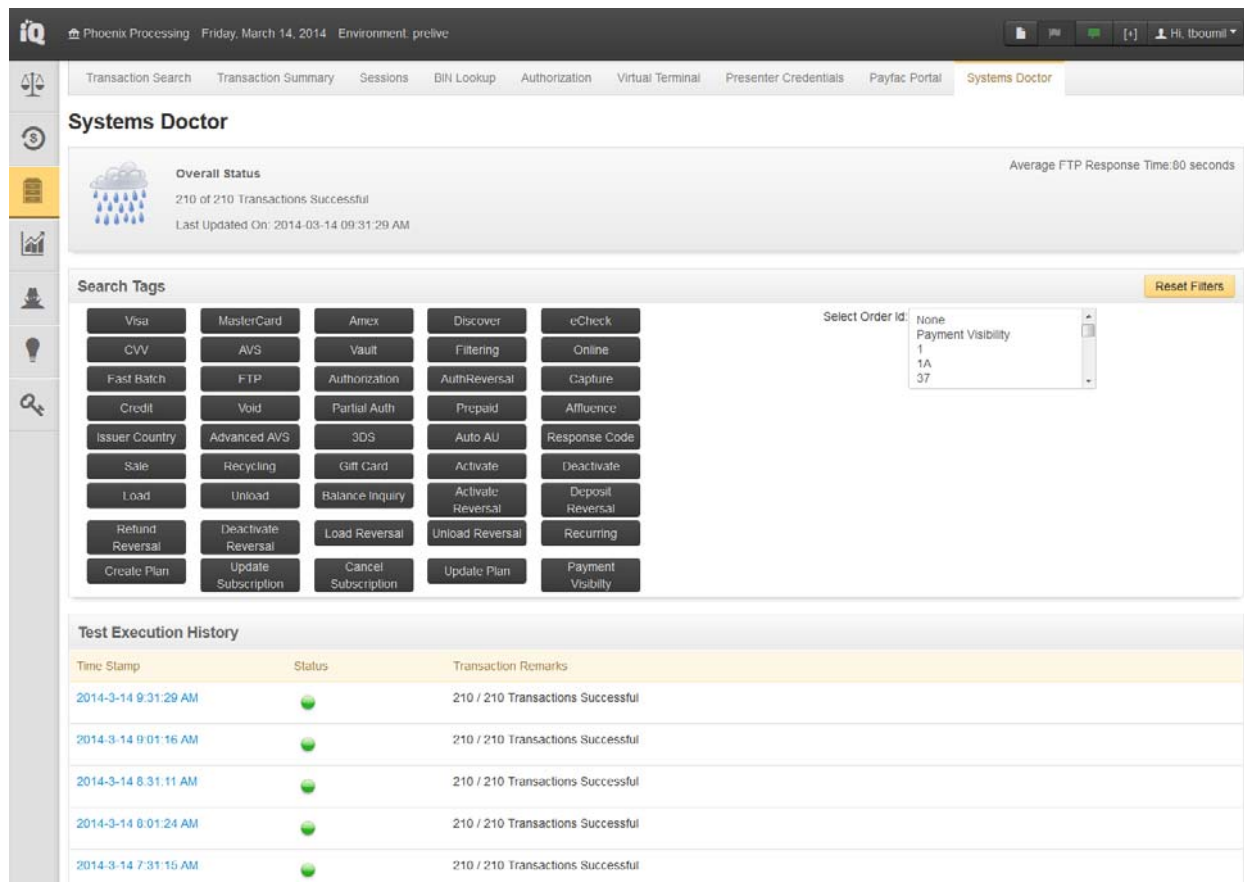 iQ
Phoenix Processing Friday, March 14, 2014 Environment: prelive
[+] Hi, tboumil
Transaction Search Transaction Summary Sessions BIN Lookup Authorization Virtual Terminal Presenter Credentials Payfac Portal Systems Doctor
Systems Doctor
Overall Status
210 of 210 Transactions Successful
Last Updated On: 2014-03-14 09:31:29 AM
Average FTP Response Time:80 seconds
Search Tags
Reset Filters
Visa MasterCard Amex Discover eCheck
CVV AVS Vault Filtering Online
Fast Batch FTP Authorization AuthReversal Capture
Credit Void Partial Auth Prepaid Affluence
Issuer Country Advanced AVS 3DS Auto AU Response Code
Sale Recycling Gift Card Activate Deactivate
Load Unload Balance Inquiry Activate Reversal Deposit Reversal
Refund Reversal Deactivate Reversal Load Reversal Unload Reversal Recurring
Create Plan Update Subscription Cancel Subscription Update Plan Payment Visibilty
Select Order Id:
None
Payment Visibility
1
1A
37
Test Execution History
Time Stamp Status Transaction Remarks
2014-3-14 9:31:29 AM 210 / 210 Transactions Successful
2014-3-14 9:01:16 AM 210 / 210 Transactions Successful
2014-3-14 8:31:11 AM 210 / 210 Transactions Successful
2014-3-14 8:01:24 AM 210 / 210 Transactions Successful
2014-3-14 7:31:15 AM 210 / 210 Transactions Successful